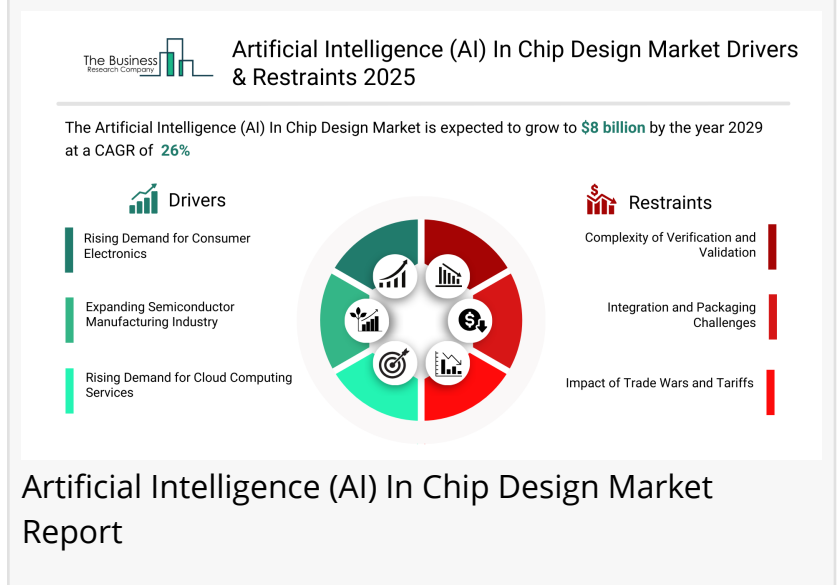 The Business
Research Company
Artificial Intelligence (AI) In Chip Design Market Drivers
& Restraints 2025
The Artificial Intelligence (AI) In Chip Design Market is expected to grow to $8 billion by the year 2029
at a CAGR of 26%
Drivers
Rising Demand for Consumer
Electronics
Expanding Semiconductor
Manufacturing Industry
Rising Demand for Cloud Computing
Services
$
$
Restraints
Complexity of Verification and
Validation
Integration and Packaging
Challenges
Impact of Trade Wars and Tariffs
Artificial Intelligence (AI) In Chip Design Market
Report